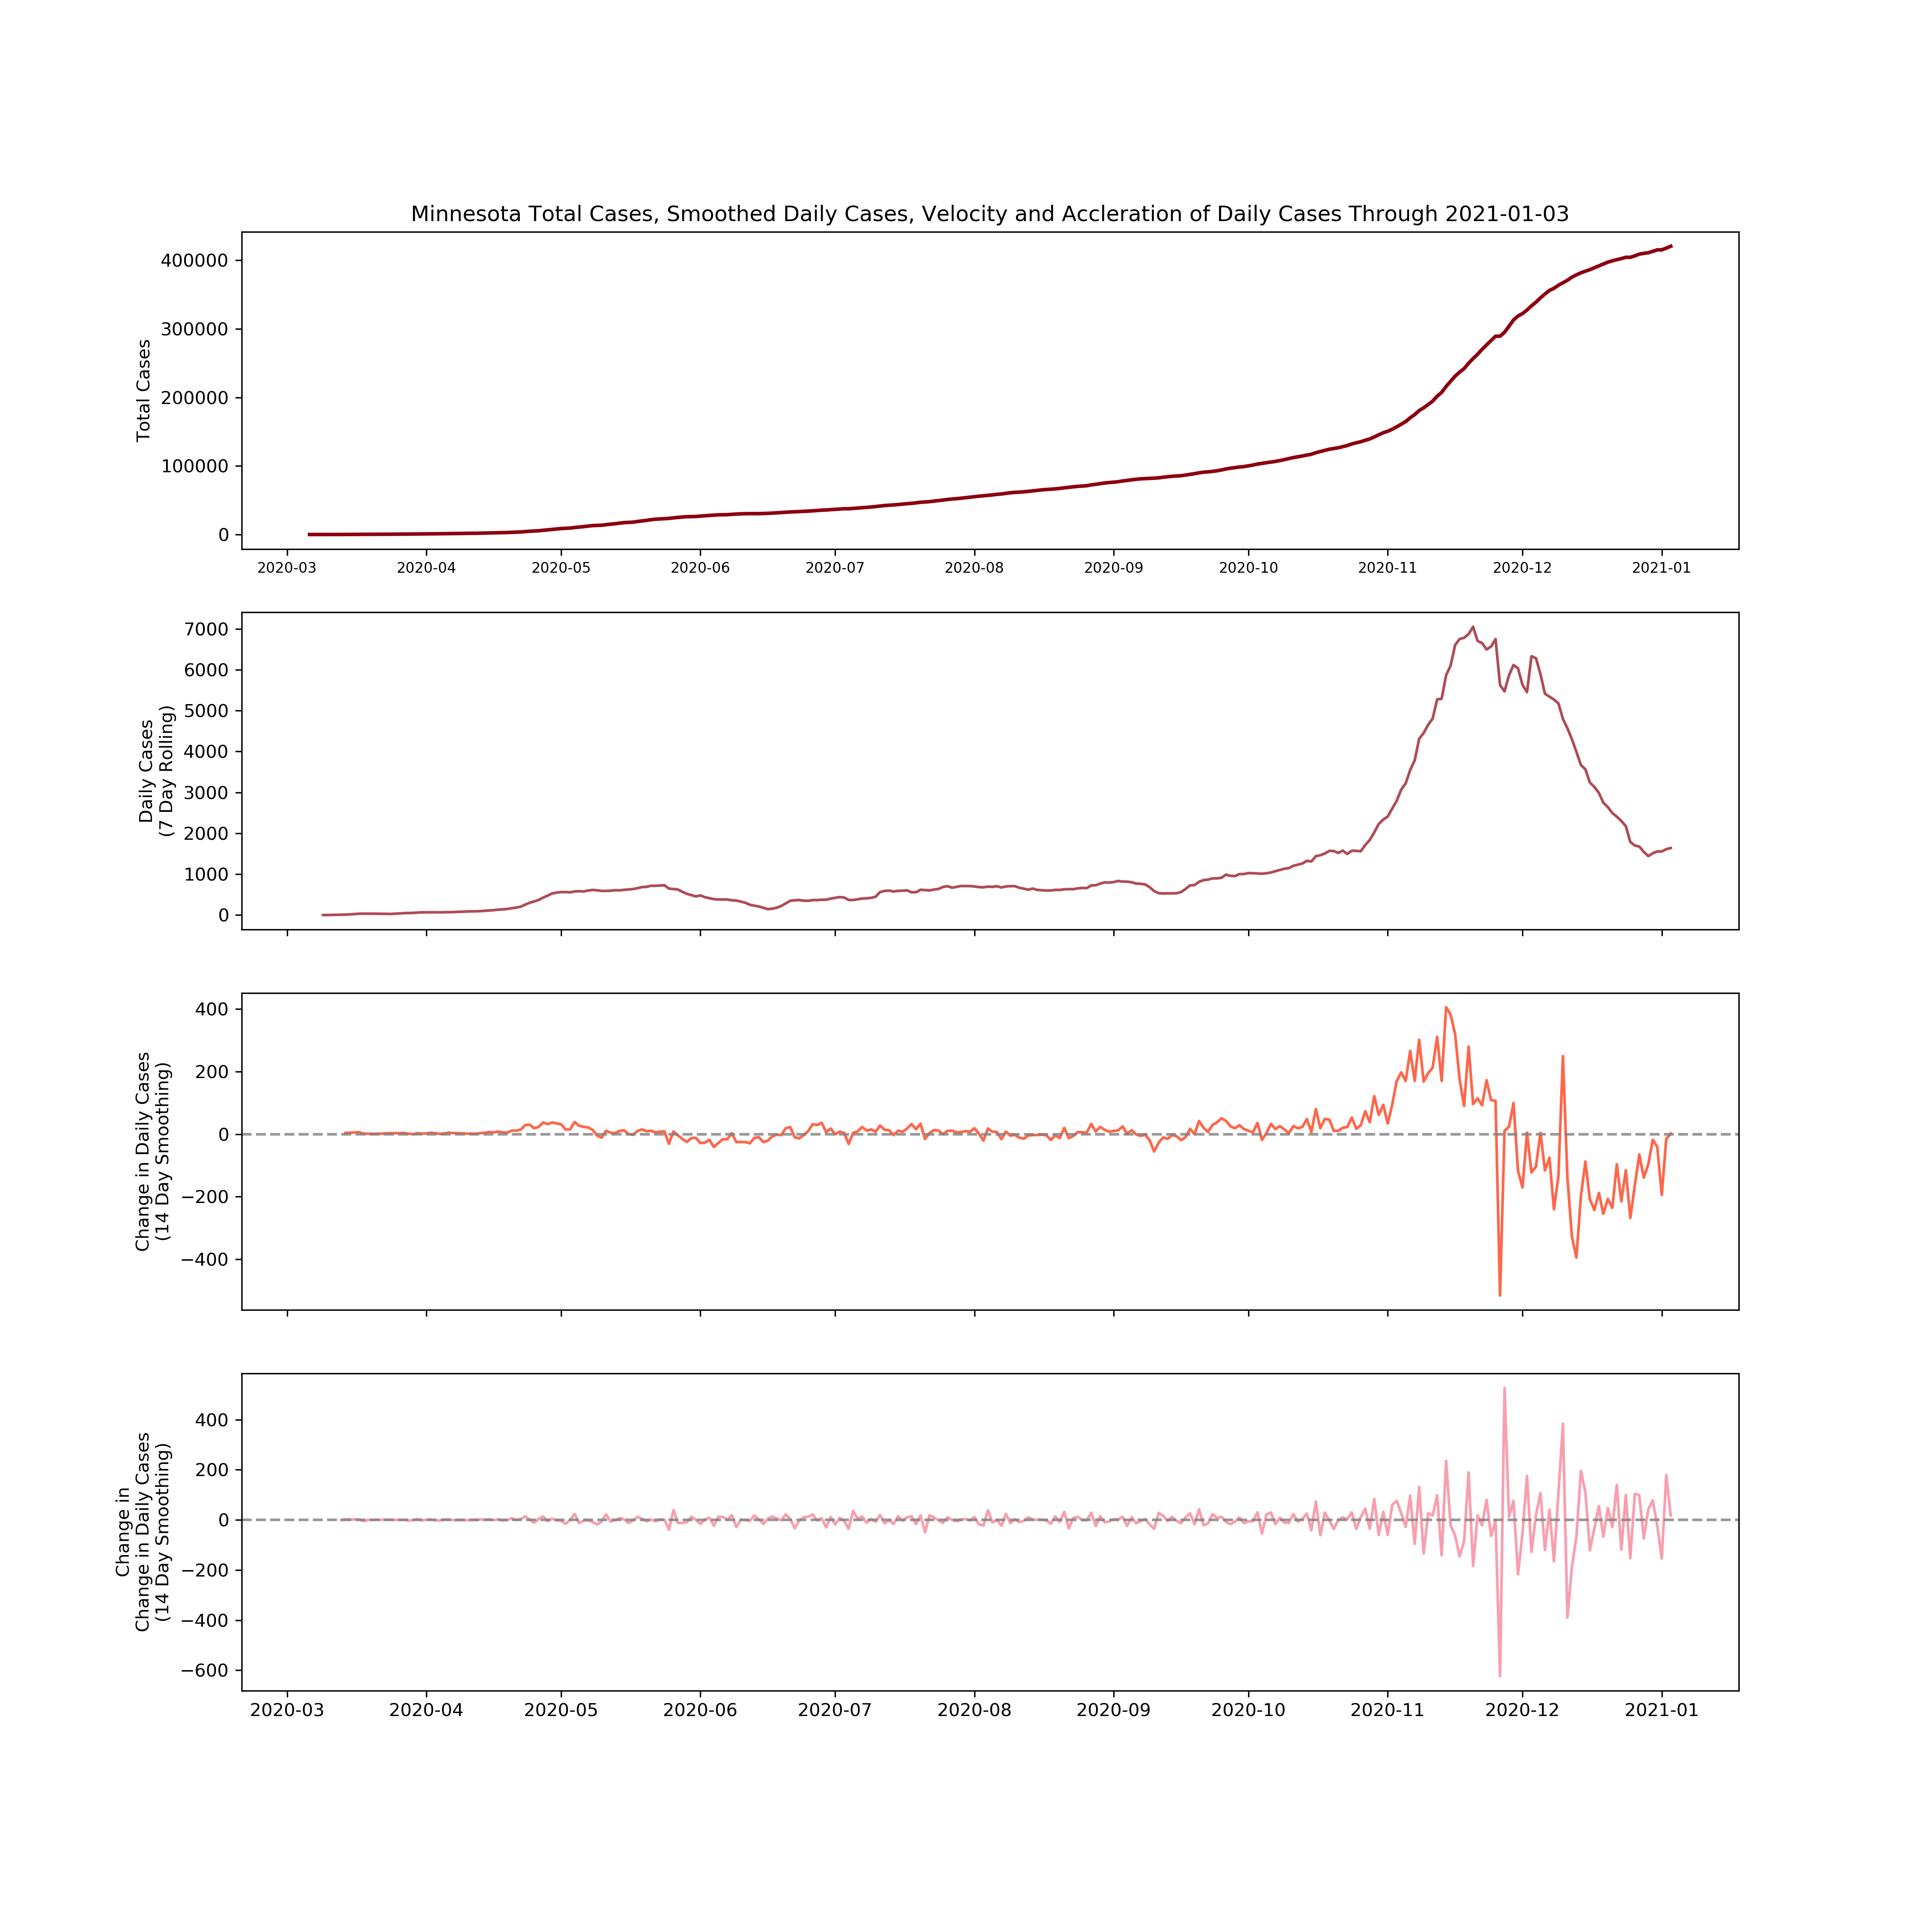 Minnesota Total Cases, Smoothed Daily Cases, Velocity and Accleration of Daily Cases Through 2021-01-03
Total Cases
400000
300000
200000
100000
0
2020-03 2020-04 2020-05 2020-06 2020-07 2020-08 2020-09 2020-10 2020-11 2020-12 2021-01
Daily Cases
(7 Day Rolling)
7000
6000
5000
4000
3000
2000
1000
0
Change in Daily Cases
(14 Day Smoothing)
400
200
0
−200
−400
Change in
Change in Daily Cases
(14 Day Smoothing)
400
200
0
−200
−400
−600
2020-03 2020-04 2020-05 2020-06 2020-07 2020-08 2020-09 2020-10 2020-11 2020-12 2021-01